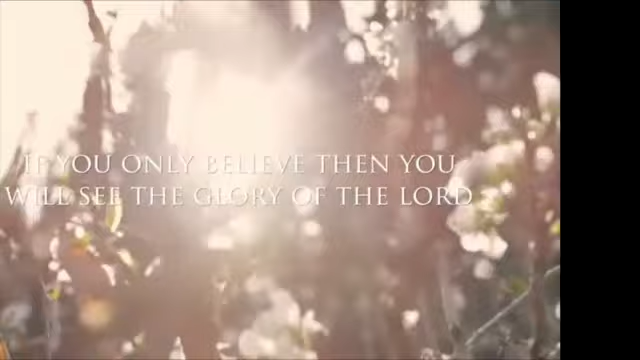 IF YOU ONLY BELIEVE THEN YOU
WILL SEE THE GLORY OF THE LORD